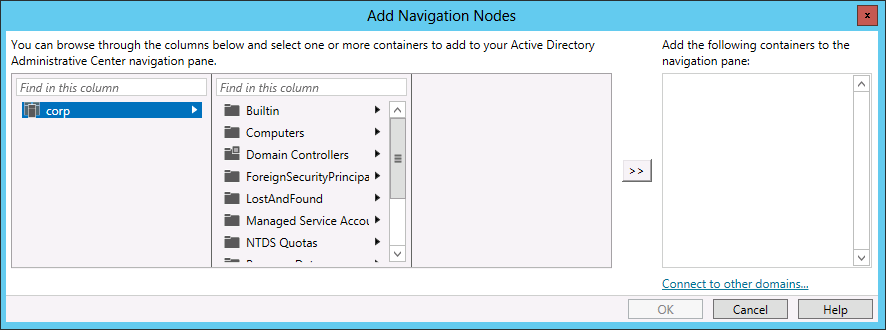 Add Navigation Nodes
x
You can browse through the columns below and select one or more containers to add to your Active Directory
Administrative Center navigation pane.
Add the following containers to the
navigation pane:
Find in this column
Find in this column
corp
Builtin
Computers
Domain Controllers
ForeignSecurityPrincipa
LostAndFound
Managed Service Accou
NTDS Quotas
>>
Connect to other domains...
OK
Cancel
Help